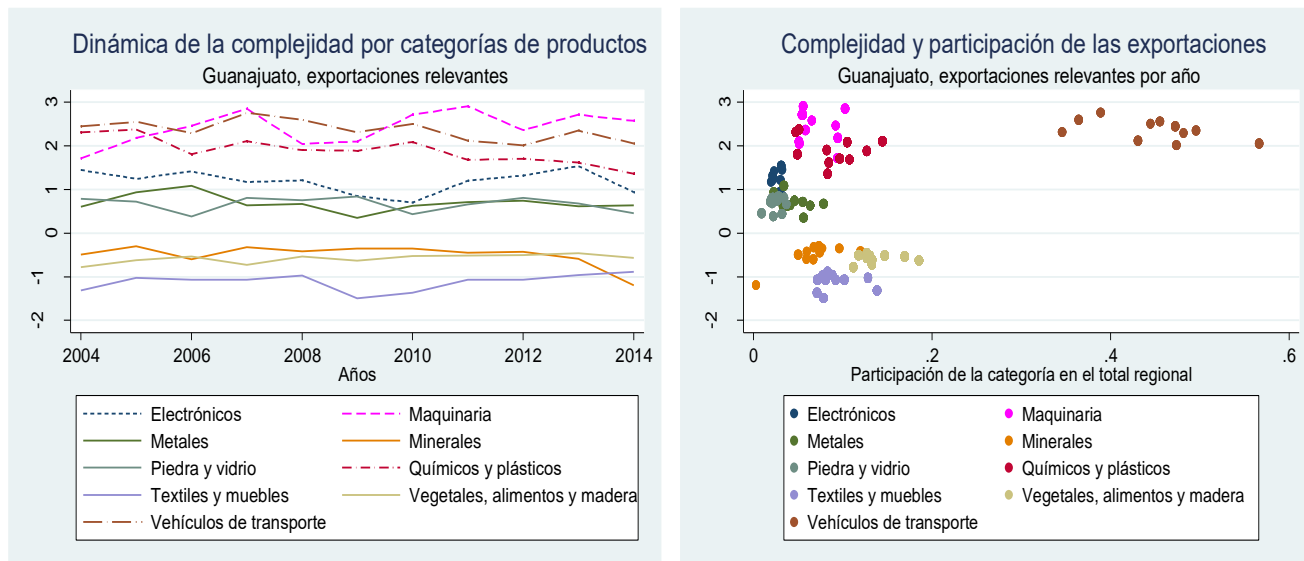 Dinámica de la complejidad por categorías de productos
Guanajuato, exportaciones relevantes
3
2
1
0
-1
-2
2004 2006 2008 2010 2012 2014
Años
Electrónicos Maquinaria
Metales Minerales
Piedra y vidrio Químicos y plásticos
Textiles y muebles Vegetales, alimentos y madera
Vehículos de transporte
Complejidad y participación de las exportaciones
Guanajuato, exportaciones relevantes por año
3
2
1
0
-1
-2
0 .2 .4 .6
Participación de la categoría en el total regional
Electrónicos Maquinaria
Metales Minerales
Piedra y vidrio Químicos y plásticos
Textiles y muebles Vegetales, alimentos y madera
Vehículos de transporte